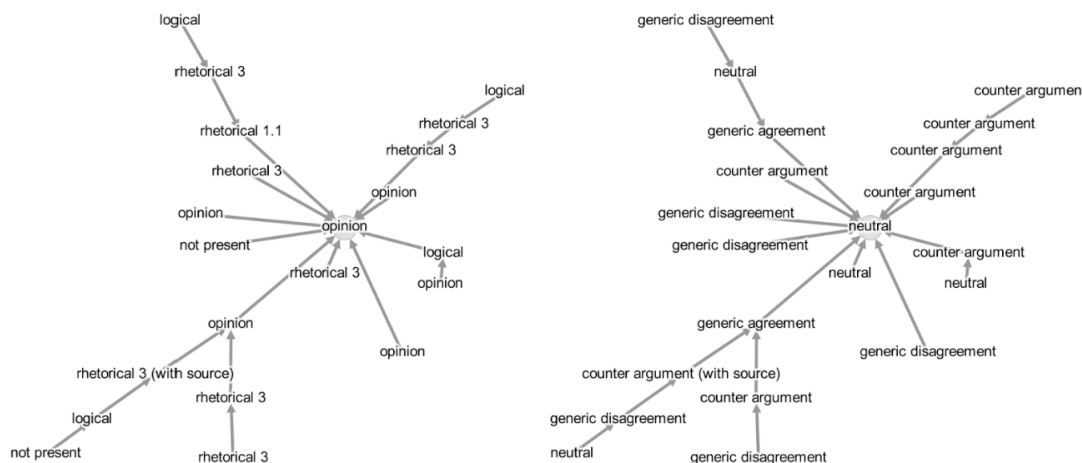 logical
rhetorical 3
logical
rhetorical 3
rhetorical 1.1
rhetorical 3
rhetorical 3
opinion
opinion
opinion
not present
logical
rhetorical 3
opinion
opinion
opinion
rhetorical 3 (with source)
rhetorical 3
logical
not present
rhetorical 3
generic disagreement
neutral
counter argumen
counter argument
generic agreement
counter argument
counter argument
counter argument
generic disagreement
neutral
generic disagreement
counter argument
neutral
neutral
generic agreement
generic disagreement
counter argument (with source)
counter argument
generic disagreement
neutral
generic disagreement